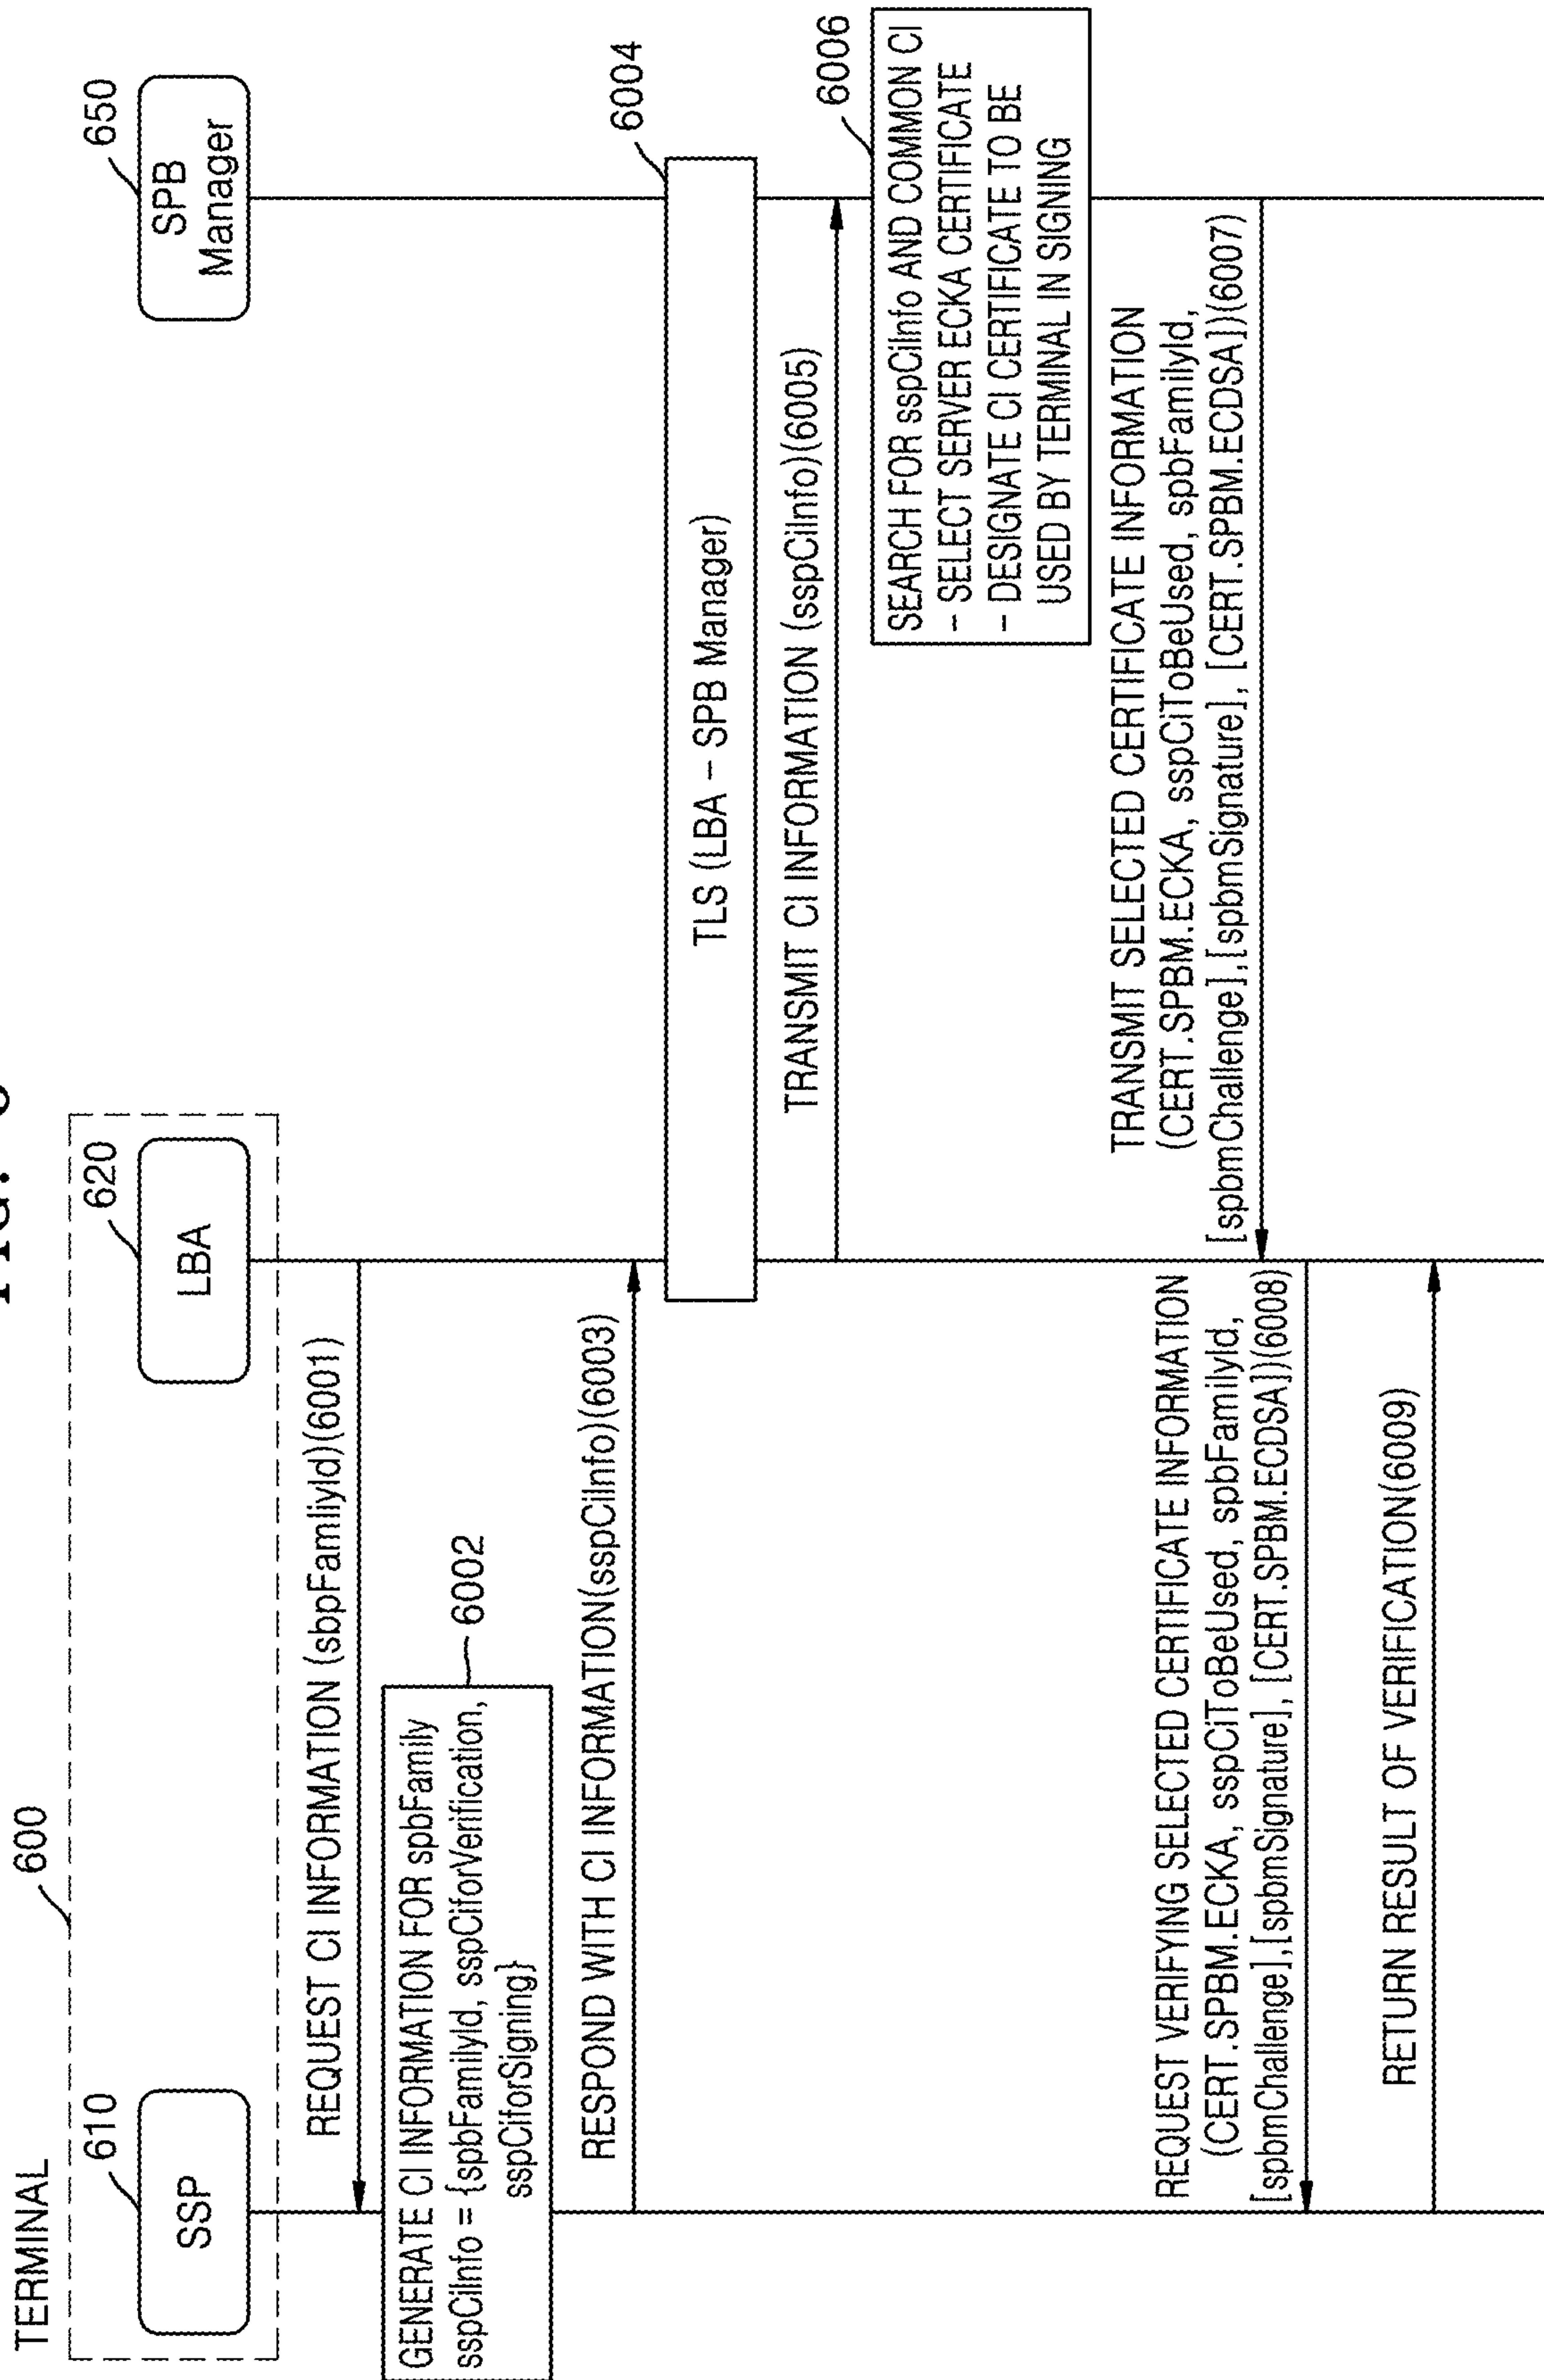 TERMINAL
600
610
SSP
620
LBA
650
SPB
Manager
REQUEST CI INFORMATION (sbpFamliyId)(6001)
GENERATE CI INFORMATION FOR spbFamily
sspCiInfo = {spbFamilyId, sspCiforVerification,
sspCiforSigning}
6002
RESPOND WITH CI INFORMATION(sspCiInfo)(6003)
6004
TLS (LBA – SPB Manager)
TRANSMIT CI INFORMATION (sspCiInfo)(6005)
6006
SEARCH FOR sspCiInfo AND COMMON CI
- SELECT SERVER ECKA CERTIFICATE
- DESIGNATE CI CERTIFICATE TO BE
USED BY TERMINAL IN SIGNING
TRANSMIT SELECTED CERTIFICATE INFORMATION
(CERT.SPBM.ECKA, sspCiToBeUsed, spbFamilyId,
[spbmChallenge],[spbmSignature], [CERT.SPBM.ECDSA])(6007)
REQUEST VERIFYING SELECTED CERTIFICATE INFORMATION
(CERT.SPBM.ECKA, sspCiToBeUsed, spbFamilyId,
[spbmChallenge],[spbmSignature], [CERT.SPBM.ECDSA])(6008)
RETURN RESULT OF VERIFICATION(6009)